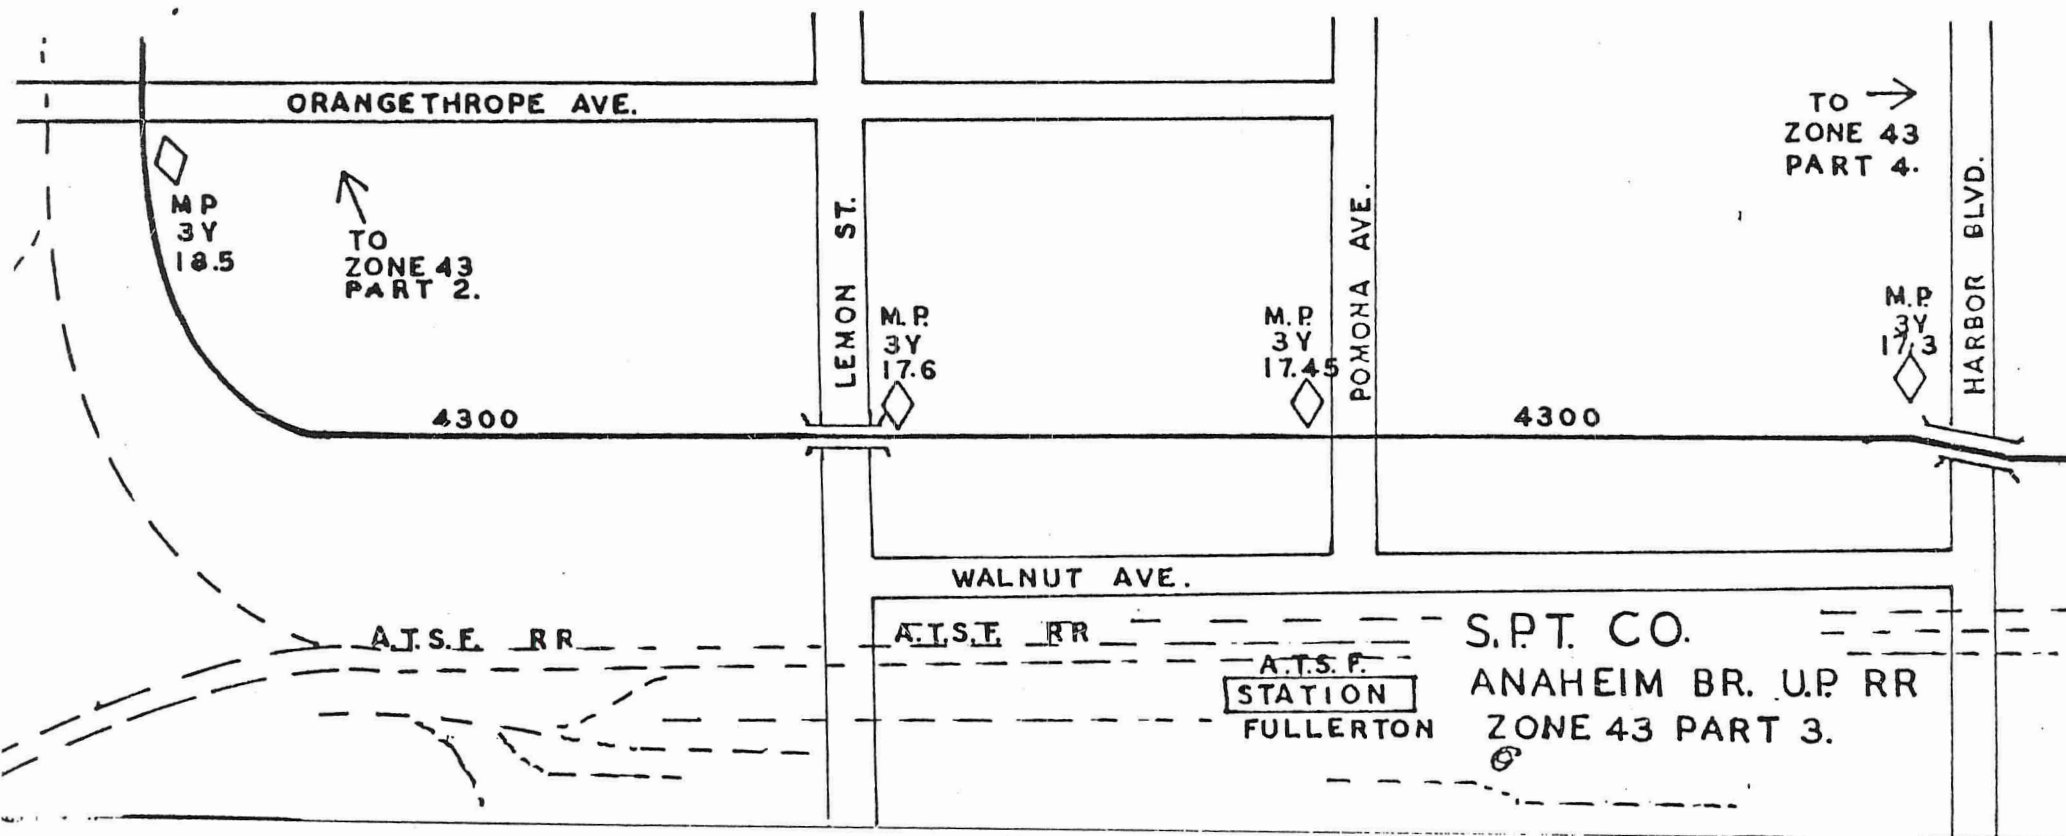 ORANGETHROPE AVE.
M P
3 Y
18.5
TO
ZONE 43
PART 2.
4300
LEMON ST.
M.P.
3Y
17.6
M.P.
3Y
17.45
POMONA AVE.
4300
TO
ZONE 43
PART 4.
M.P.
3Y
17.3
HARBOR BLVD.
WALNUT AVE.
A.T.S.F. RR
A.T.S.F. RR
A.T.S.F.
STATION
FULLERTON
S.P.T. CO.
ANAHEIM BR. U.P. RR
ZONE 43 PART 3.